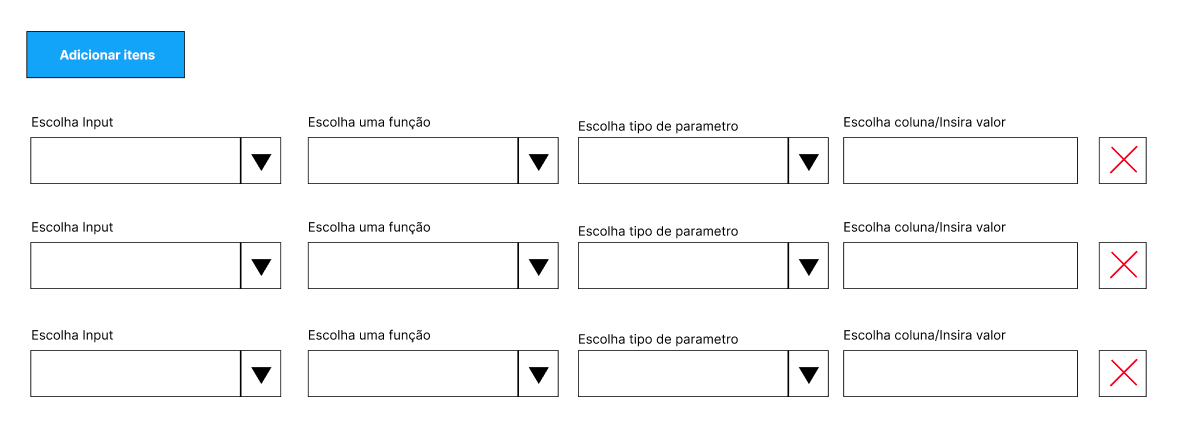 Adicionar itens
Escolha Input
Escolha uma função
Escolha tipo de parametro
Escolha coluna/Insira valor
Escolha Input
Escolha uma função
Escolha tipo de parametro
Escolha coluna/Insira valor
Escolha Input
Escolha uma função
Escolha tipo de parametro
Escolha coluna/Insira valor